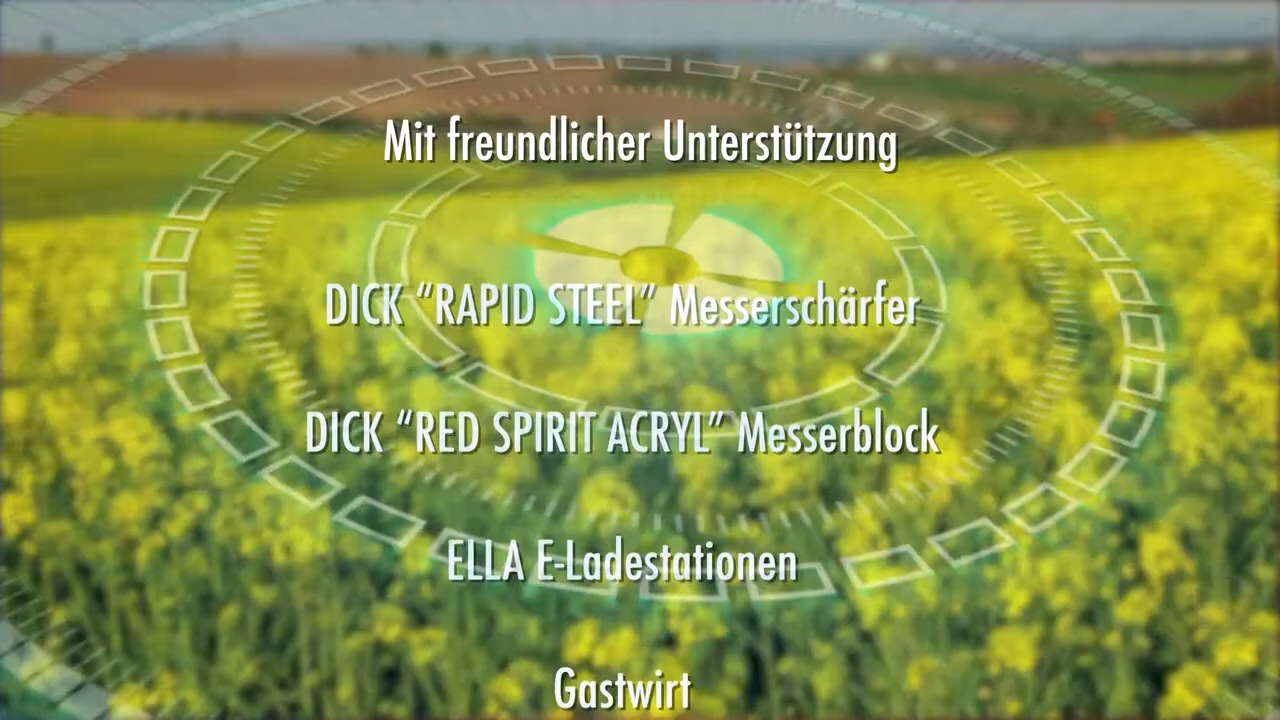 Mit freundlicher Unterstützung
DICK “RAPID STEEL” Messerschärfer
DICK “RED SPIRIT ACRYL” Messerblock
ELLA E-Ladestationen
Gastwirt